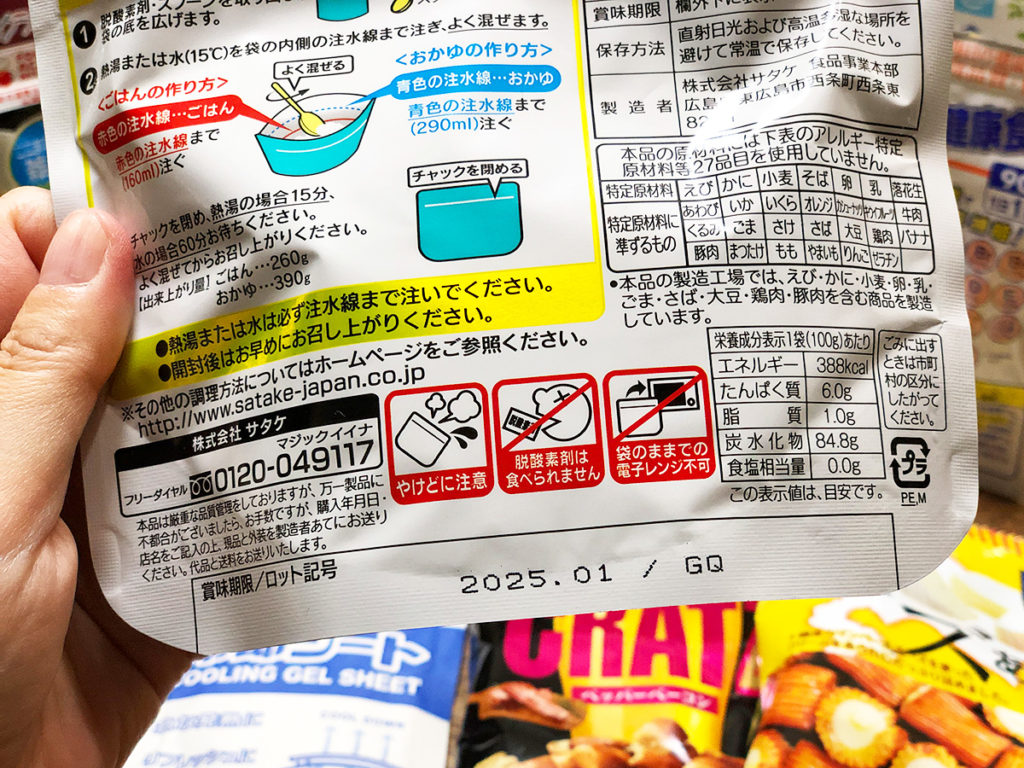 ❶ 脱酸素剤・スプーンを取り出し
袋の底を広げます。
❷ 熱湯または水(15℃)を袋の内側の注水線まで注ぎ、よく混ぜます。
<ごはんの作り方>
赤色の注水線…ごはん
赤色の注水線まで
(160ml)注ぐ
よく混ぜる
<おかゆの作り方>
青色の注水線…おかゆ
青色の注水線まで
(290ml)注ぐ
チャックを閉め、熱湯の場合15分、
水の場合60分お待ちください。
よく混ぜてからお召し上がりください。
【出来上がり量】ごはん…260g
おかゆ…390g
チャックを閉める
●熱湯または水は必ず注水線まで注いでください。
●開封後はお早めにお召し上がりください。
※その他の調理方法についてはホームページをご参照ください。
http://www.satake-japan.co.jp
株式会社 サタケ
マジックイイナ
フリーダイヤル 0120-049117
本品は厳重な品質管理をしておりますが、万一製品に
不都合がございましたら、お手数ですが、購入年月日・
店名をご記入の上、現品と外装を製造者あてにお送り
ください。代品と送料をお送りいたします。
やけどに注意
脱酸素剤は
食べられません
袋のままでの
電子レンジ不可
賞味期限
保存方法 直射日光および高温多湿な場所を
避けて常温で保存してください。
製造者 株式会社サタケ 食品事業本部
東広島市西条町西条東
本品の原材料には下表のアレルギー特定
原材料等27品目を使用していません。
特定原材料 えび かに 小麦 そば 卵 乳 落花生
特定原材料に
準ずるもの
あわび いか いくら オレンジ カシューナッツ キウイフルーツ 牛肉
くるみ ごま さけ さば 大豆 鶏肉 バナナ
豚肉 まつたけ もも やまいも りんご ゼラチン
●本品の製造工場では、えび・かに・小麦・卵・乳・
ごま・さば・大豆・鶏肉・豚肉を含む商品を製造
しています。
栄養成分表示1袋(100g)あたり
エネルギー 388kcal
たんぱく質 6.0g
脂質 1.0g
炭水化物 84.8g
食塩相当量 0.0g
この表示値は、目安です。
ごみに出す
ときは市町
村の区分に
したがって
ください。
プラ
PE,M
賞味期限/ロット記号
2025.01 / GQ
シート
COOLING GEL SHEET
CRAT
ペッパーベーコン
健康食